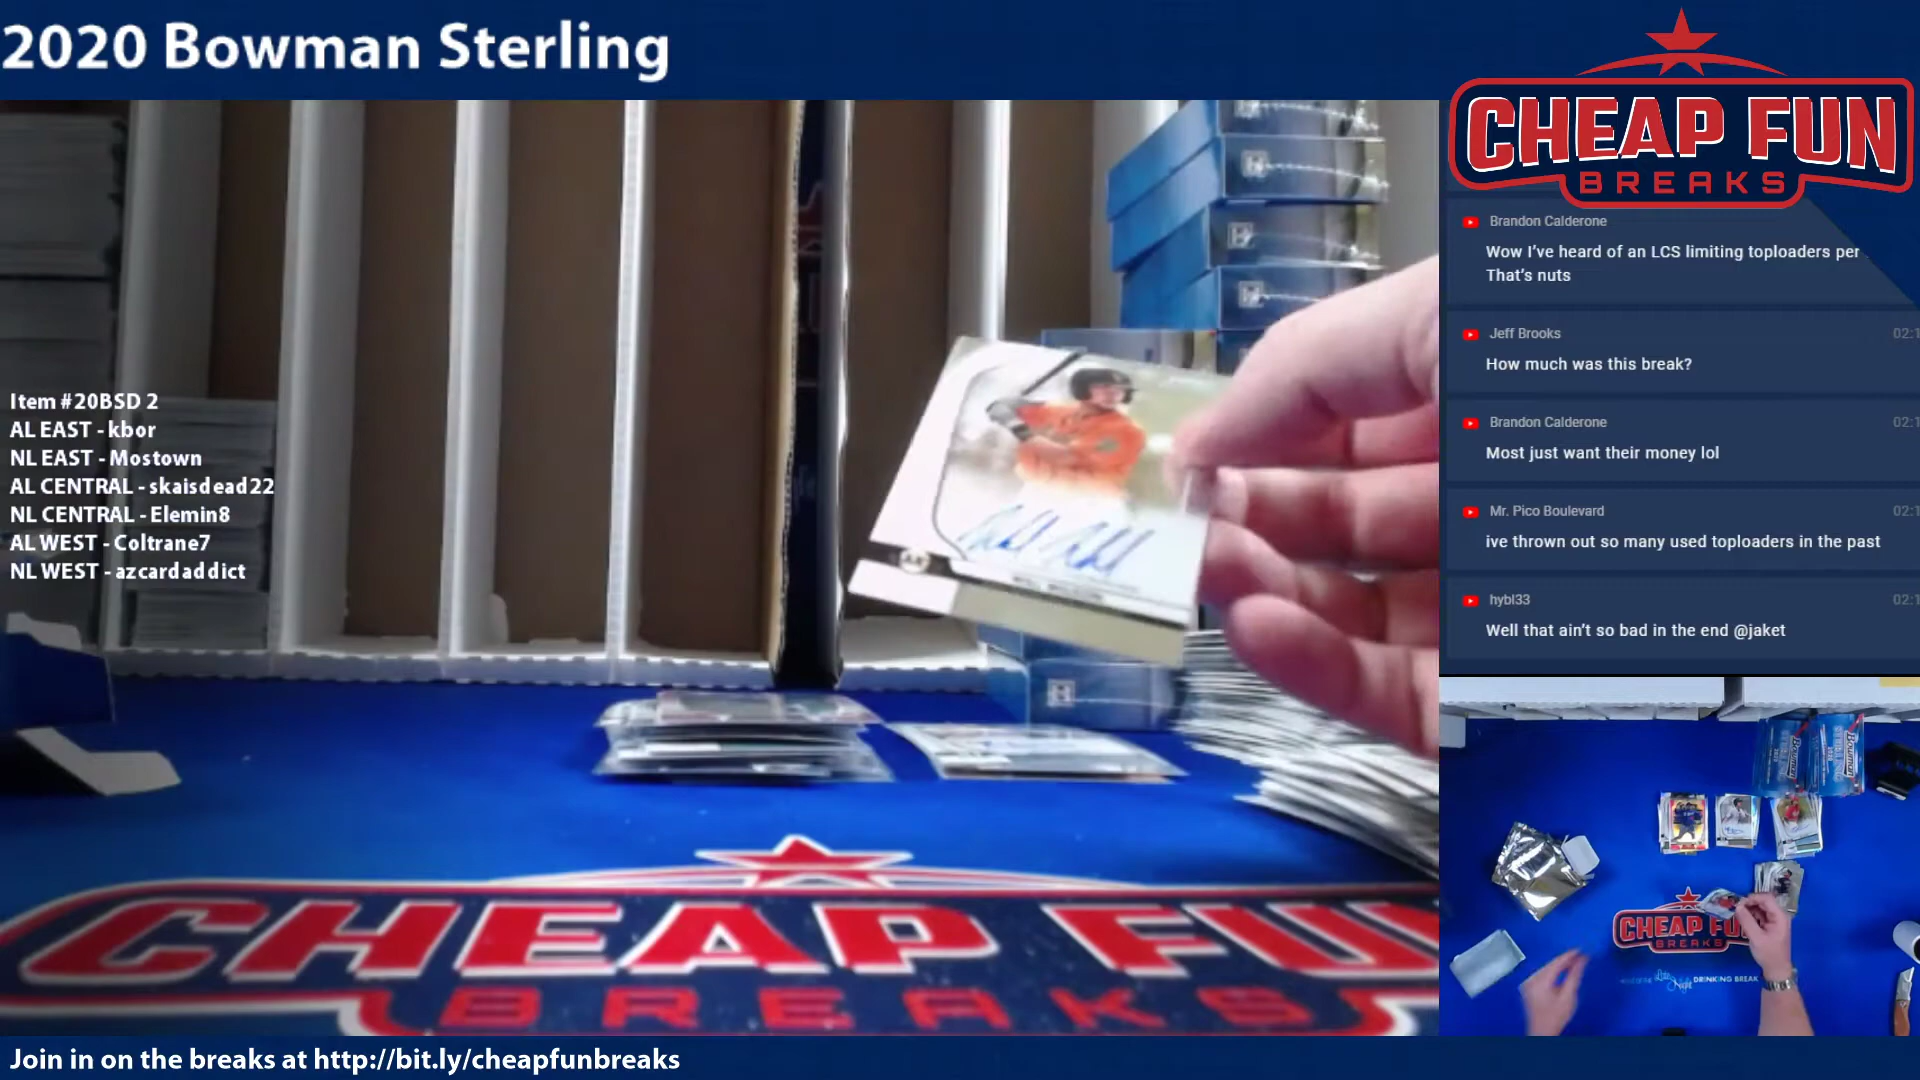 2020 Bowman Sterling
CHEAP FUN
BREAKS
Brandon Calderone
Wow I've heard of an LCS limiting toploaders per
That's nuts
Jeff Brooks
How much was this break?
Brandon Calderone
Most just want their money lol
Mr. Pico Boulevard
ive thrown out so many used toploaders in the past
hybl33
Well that ain't so bad in the end @jaket
Item #20BSD 2
AL EAST - kbor
NL EAST - Mostown
AL CENTRAL - skaisdead22
NL CENTRAL - Elemin8
AL WEST - Coltrane7
NL WEST - azcardaddict
CHEAP FU
BREAKS
CHEAP FU
BREAKS
DRINKING BREAK
Join in on the breaks at http://bit.ly/cheapfunbreaks